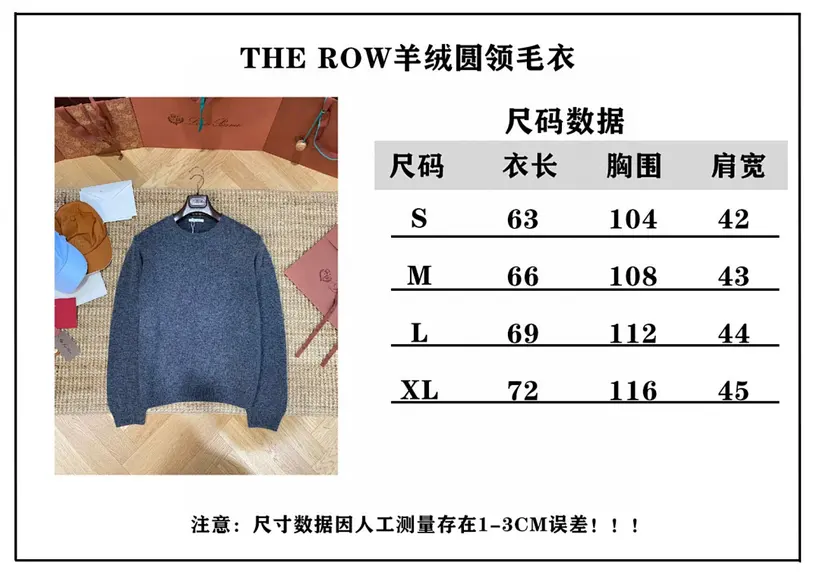 THE ROW羊绒圆领毛衣
尺码数据
尺码 衣长 胸围 肩宽
S 63 104 42
M 66 108 43
L 69 112 44
XL 72 116 45
注意：尺寸数据因人工测量存在1-3CM误差！！！